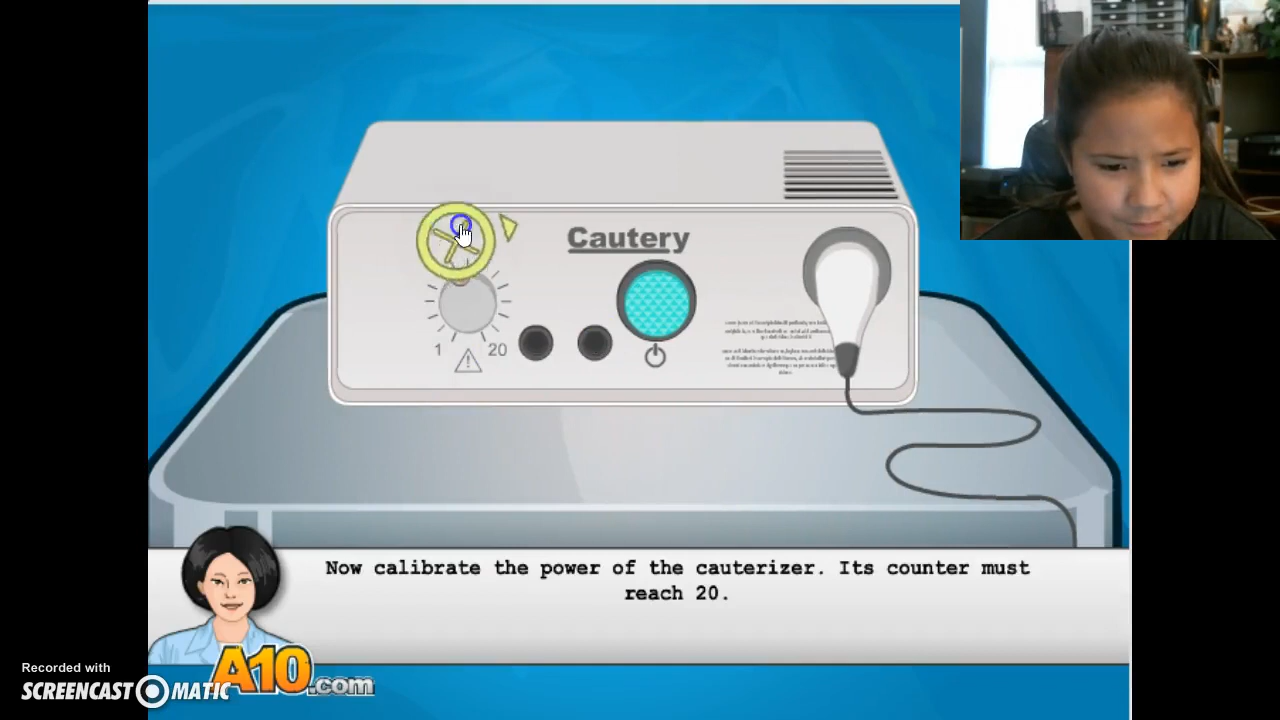 Cautery
1
20
Now calibrate the power of the cauterizer. Its counter must
reach 20.
A10.com
Recorded with
SCREENCAST MATIC